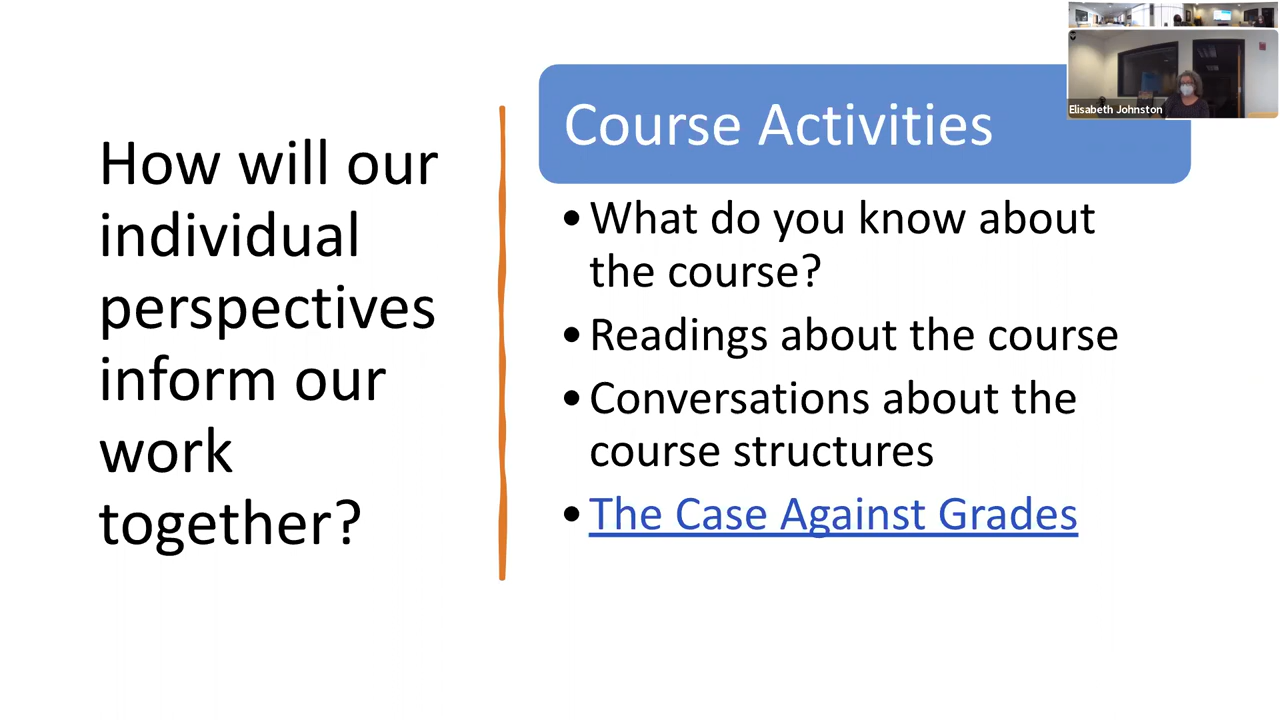 How will our
individual
perspectives
inform our
work
together?
Course Activities
•What do you know about
the course?
•Readings about the course
•Conversations about the
course structures
•The Case Against Grades
Elisabeth Johnston